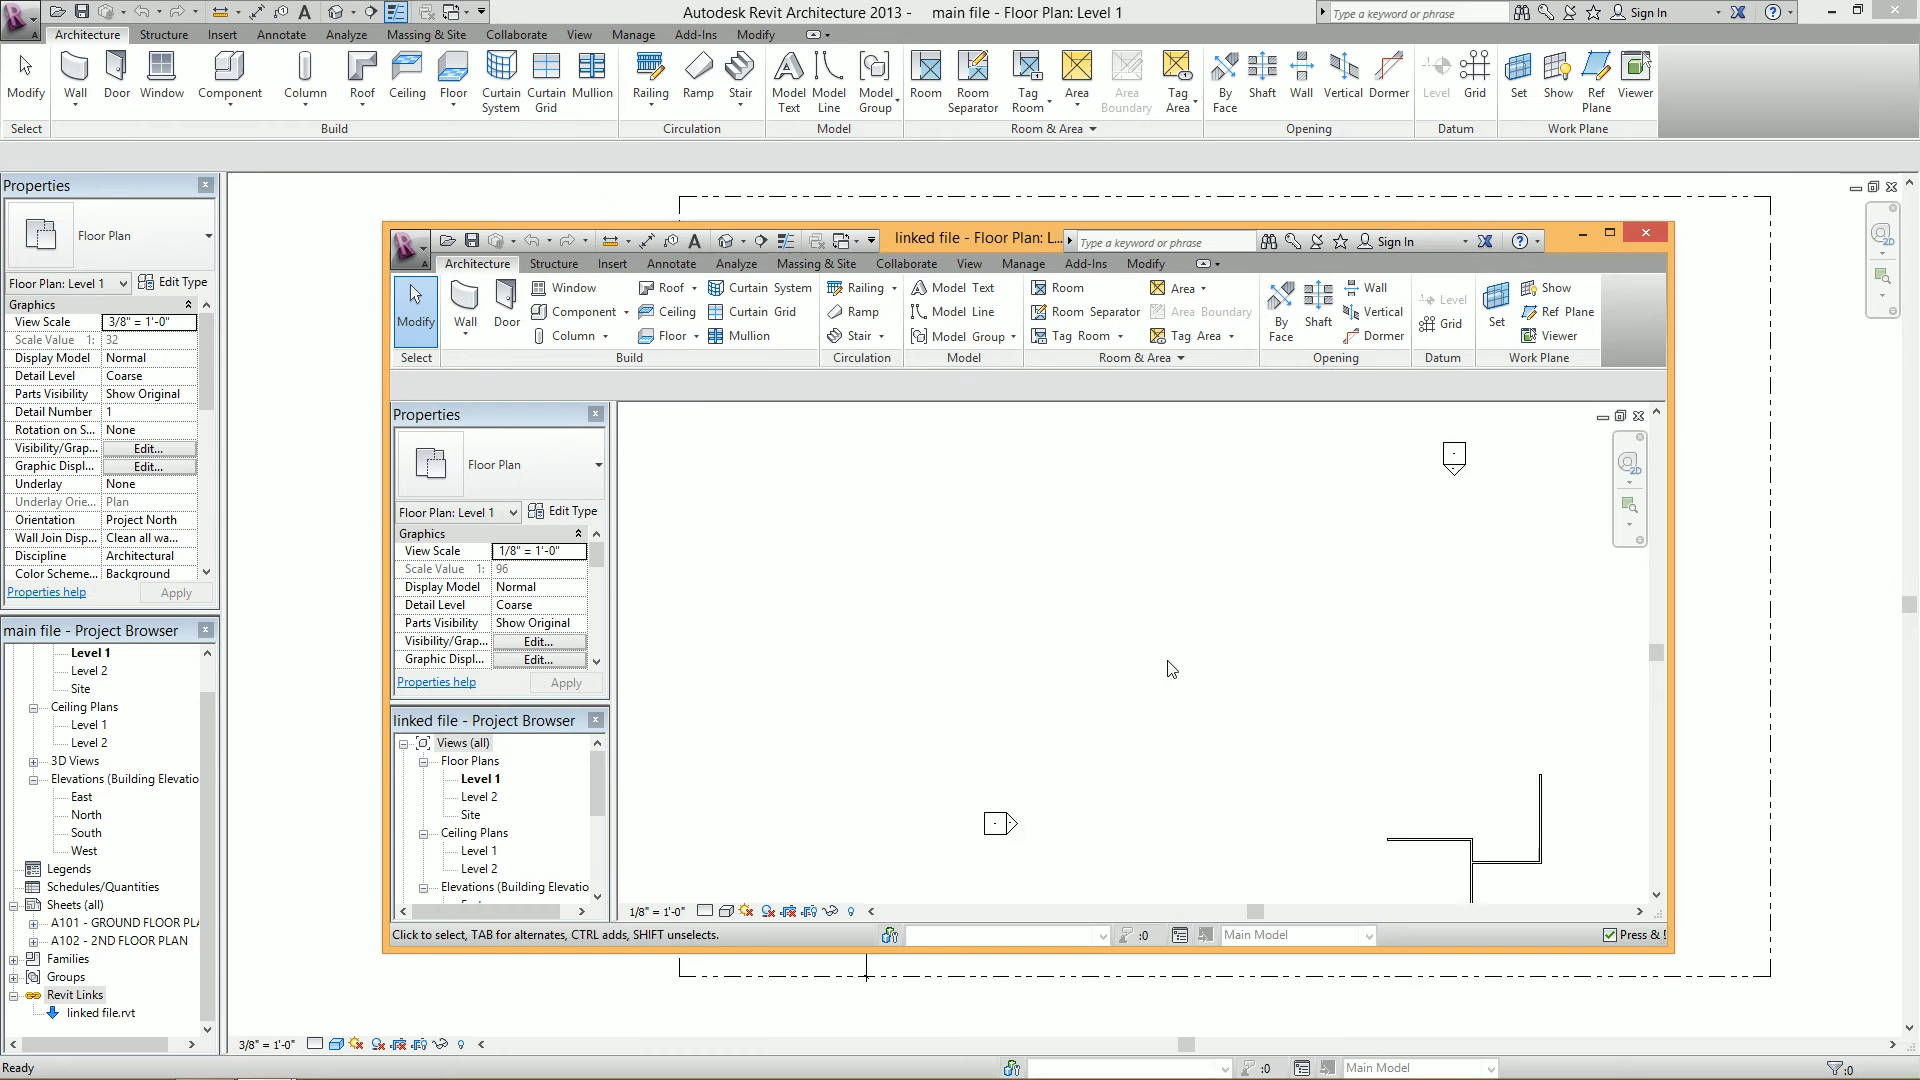 Autodesk Revit Architecture 2013 - main file - Floor Plan: Level 1
Type a keyword or phrase
Sign In
Architecture Structure Insert Annotate Analyze Massing & Site Collaborate View Manage Add-Ins Modify
Modify Wall Door Window Component Column Roof Ceiling Floor Curtain System Curtain Grid Mullion Railing Ramp Stair Model Text Model Line Model Group Room Room Separator Tag Room Area Area Boundary Tag Area By Face Shaft Wall Vertical Dormer Level Grid Set Show Ref Plane Viewer
Select Build Circulation Model Room & Area Opening Datum Work Plane
Properties
Floor Plan
Floor Plan: Level 1 Edit Type
Graphics
View Scale 3/8" = 1'-0"
Scale Value 1: 32
Display Model Normal
Detail Level Coarse
Parts Visibility Show Original
Detail Number 1
Rotation on S... None
Visibility/Grap... Edit...
Graphic Displ... Edit...
Underlay None
Underlay Orie... Plan
Orientation Project North
Wall Join Disp... Clean all wa...
Discipline Architectural
Color Scheme... Background
Properties help Apply
main file - Project Browser
Level 1
Level 2
Site
Ceiling Plans
Level 1
Level 2
3D Views
Elevations (Building Elevatio
East
North
South
West
Legends
Schedules/Quantities
Sheets (all)
A101 - GROUND FLOOR PL
A102 - 2ND FLOOR PLAN
Families
Groups
Revit Links
linked file.rvt
3/8" = 1'-0"
Ready
:0 Main Model :0
linked file - Floor Plan: L...
Type a keyword or phrase
Sign In
Architecture Structure Insert Annotate Analyze Massing & Site Collaborate View Manage Add-Ins Modify
Modify Wall Door
Window Roof Curtain System Railing Model Text Room Area Wall Level Show
Component Ceiling Curtain Grid Ramp Model Line Room Separator Area Boundary By Face Shaft Vertical Grid Set Ref Plane
Column Floor Mullion Stair Model Group Tag Room Tag Area Dormer Viewer
Select Build Circulation Model Room & Area Opening Datum Work Plane
Properties
Floor Plan
Floor Plan: Level 1 Edit Type
Graphics
View Scale 1/8" = 1'-0"
Scale Value 1: 96
Display Model Normal
Detail Level Coarse
Parts Visibility Show Original
Visibility/Grap... Edit...
Graphic Displ... Edit...
Properties help Apply
linked file - Project Browser
Views (all)
Floor Plans
Level 1
Level 2
Site
Ceiling Plans
Level 1
Level 2
Elevations (Building Elevatio
1/8" = 1'-0"
Click to select, TAB for alternates, CTRL adds, SHIFT unselects.
:0 Main Model Press &
2D
2D